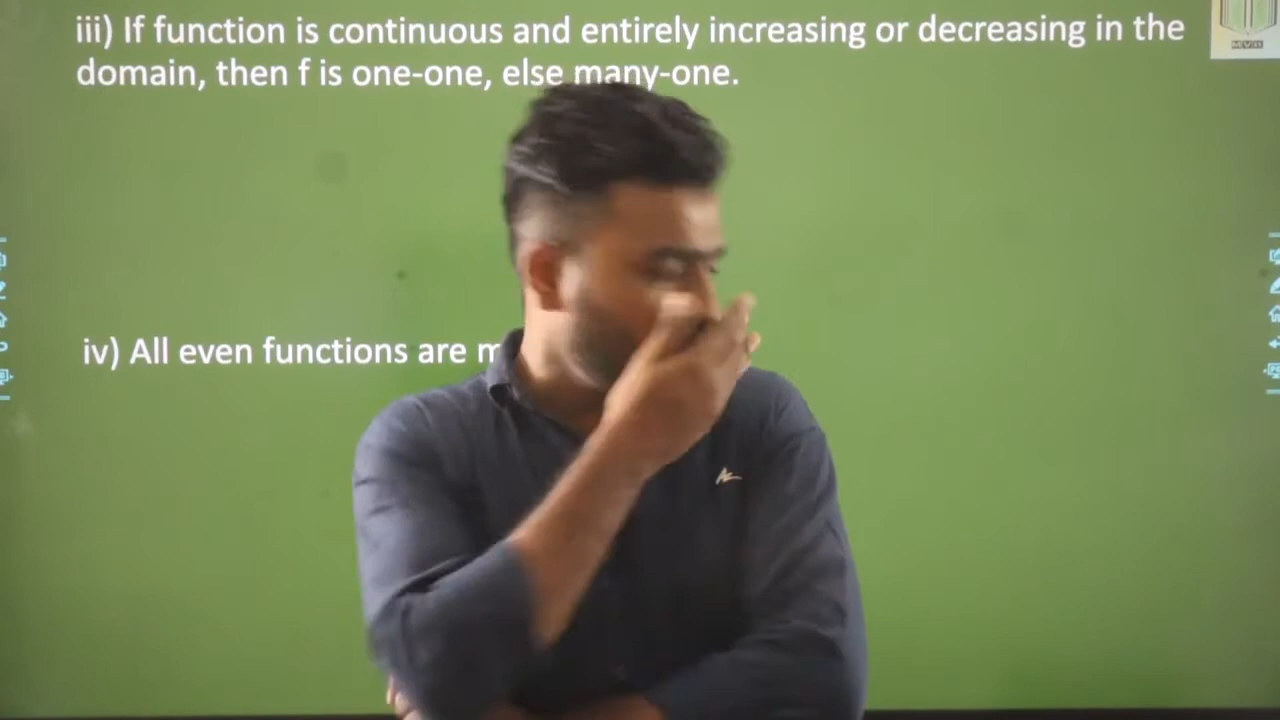 iii) If function is continuous and entirely increasing or decreasing in the
domain, then f is one-one, else many-one.
iv) All even functions are